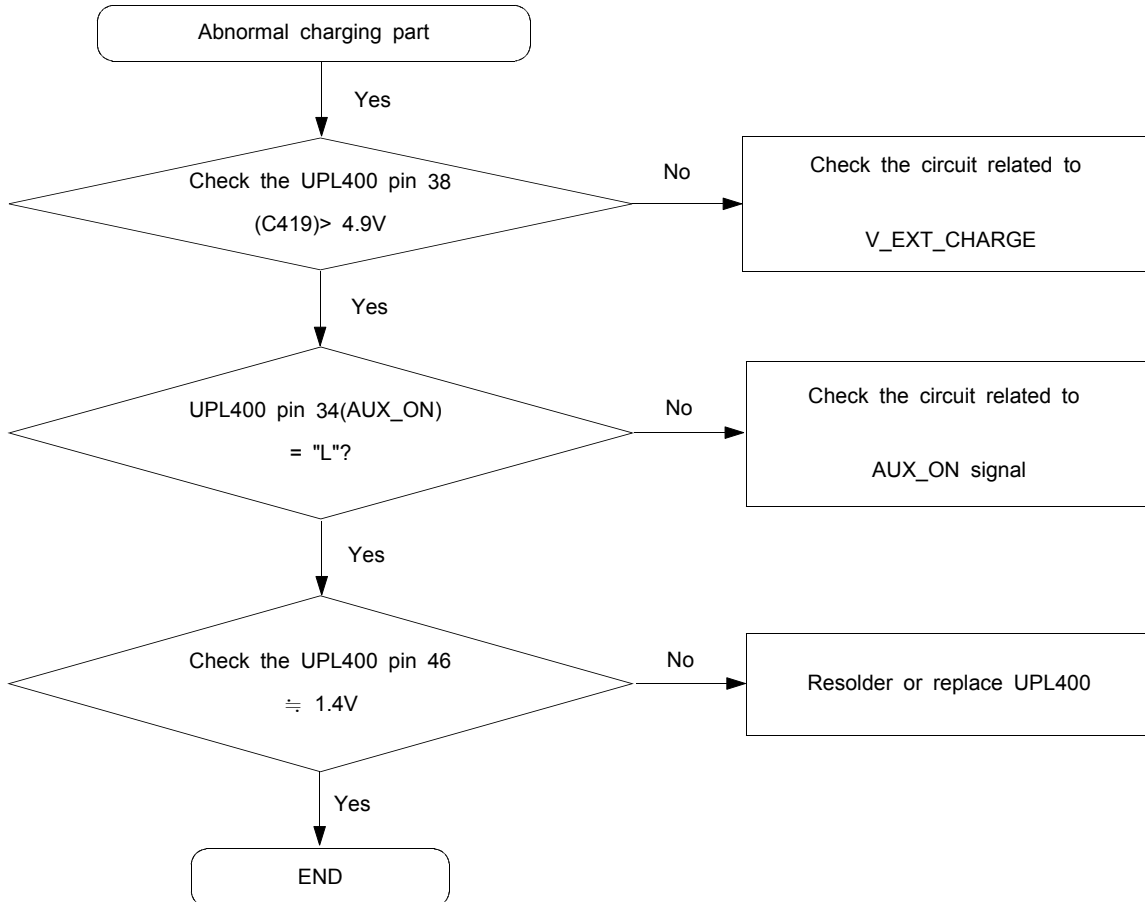 Abnormal charging part
Yes
Check the UPL400 pin 38
(C419)> 4.9V
No
Check the circuit related to
V_EXT_CHARGE
Yes
UPL400 pin 34(AUX_ON)
= "L"?
No
Check the circuit related to
AUX_ON signal
Yes
Check the UPL400 pin 46
≒ 1.4V
No
Resolder or replace UPL400
Yes
END